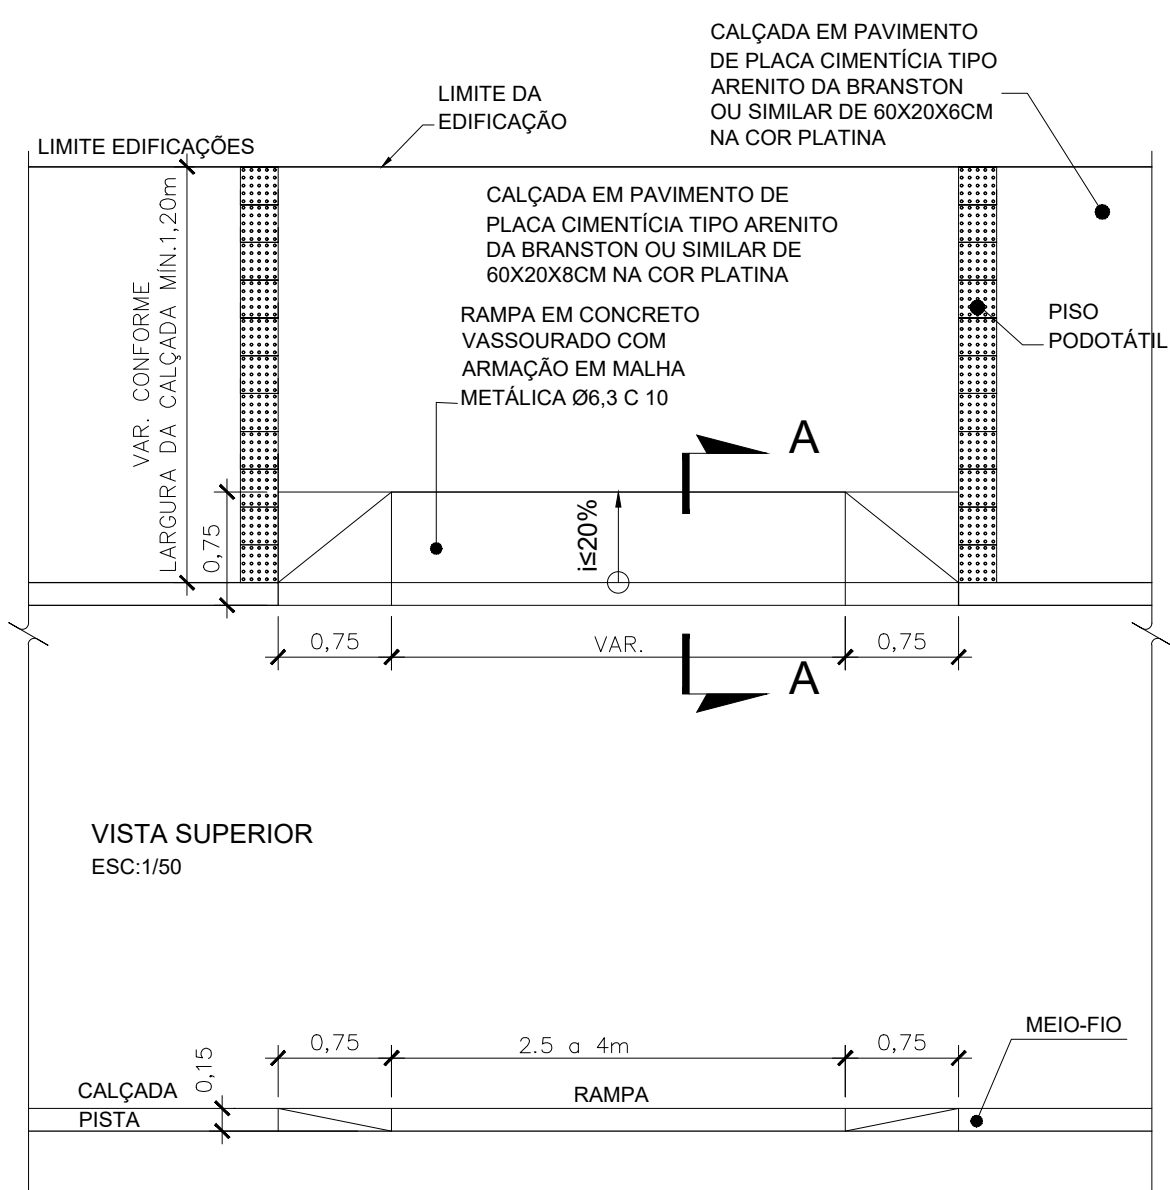 CALÇADA EM PAVIMENTO
DE PLACA CIMENTÍCIA TIPO
ARENITO DA BRANSTON
OU SIMILAR DE 60X20X6CM
NA COR PLATINA
LIMITE DA
EDIFICAÇÃO
LIMITE EDIFICAÇÕES
CALÇADA EM PAVIMENTO DE
PLACA CIMENTÍCIA TIPO ARENITO
DA BRANSTON OU SIMILAR DE
60X20X8CM NA COR PLATINA
VAR. CONFORME
LARGURA DA CALÇADA MÍN.1,20m
RAMPA EM CONCRETO
VASSOURADO COM
ARMAÇÃO EM MALHA
METÁLICA Ø6,3 C 10
PISO
PODOTÁTIL
A
0,75
i≤20%
0,75
VAR.
0,75
A
VISTA SUPERIOR
ESC:1/50
MEIO-FIO
0,75
2.5 a 4m
0,75
0,15
CALÇADA
RAMPA
PISTA